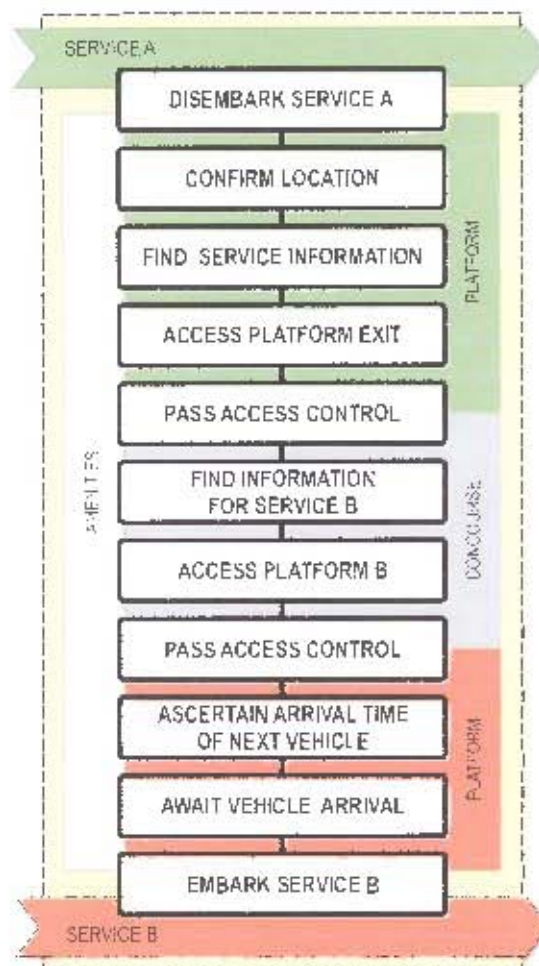 SERVICE A
DISEMBARK SERVICE A
CONFIRM LOCATION
FIND SERVICE INFORMATION
PLATFORM
ACCESS PLATFORM EXIT
PASS ACCESS CONTROL
AMENITIES
FIND INFORMATION
FOR SERVICE B
CONCOURSE
ACCESS PLATFORM B
PASS ACCESS CONTROL
ASCERTAIN ARRIVAL TIME
OF NEXT VEHICLE
PLATFORM
AWAIT VEHICLE ARRIVAL
EMBARK SERVICE B
SERVICE B